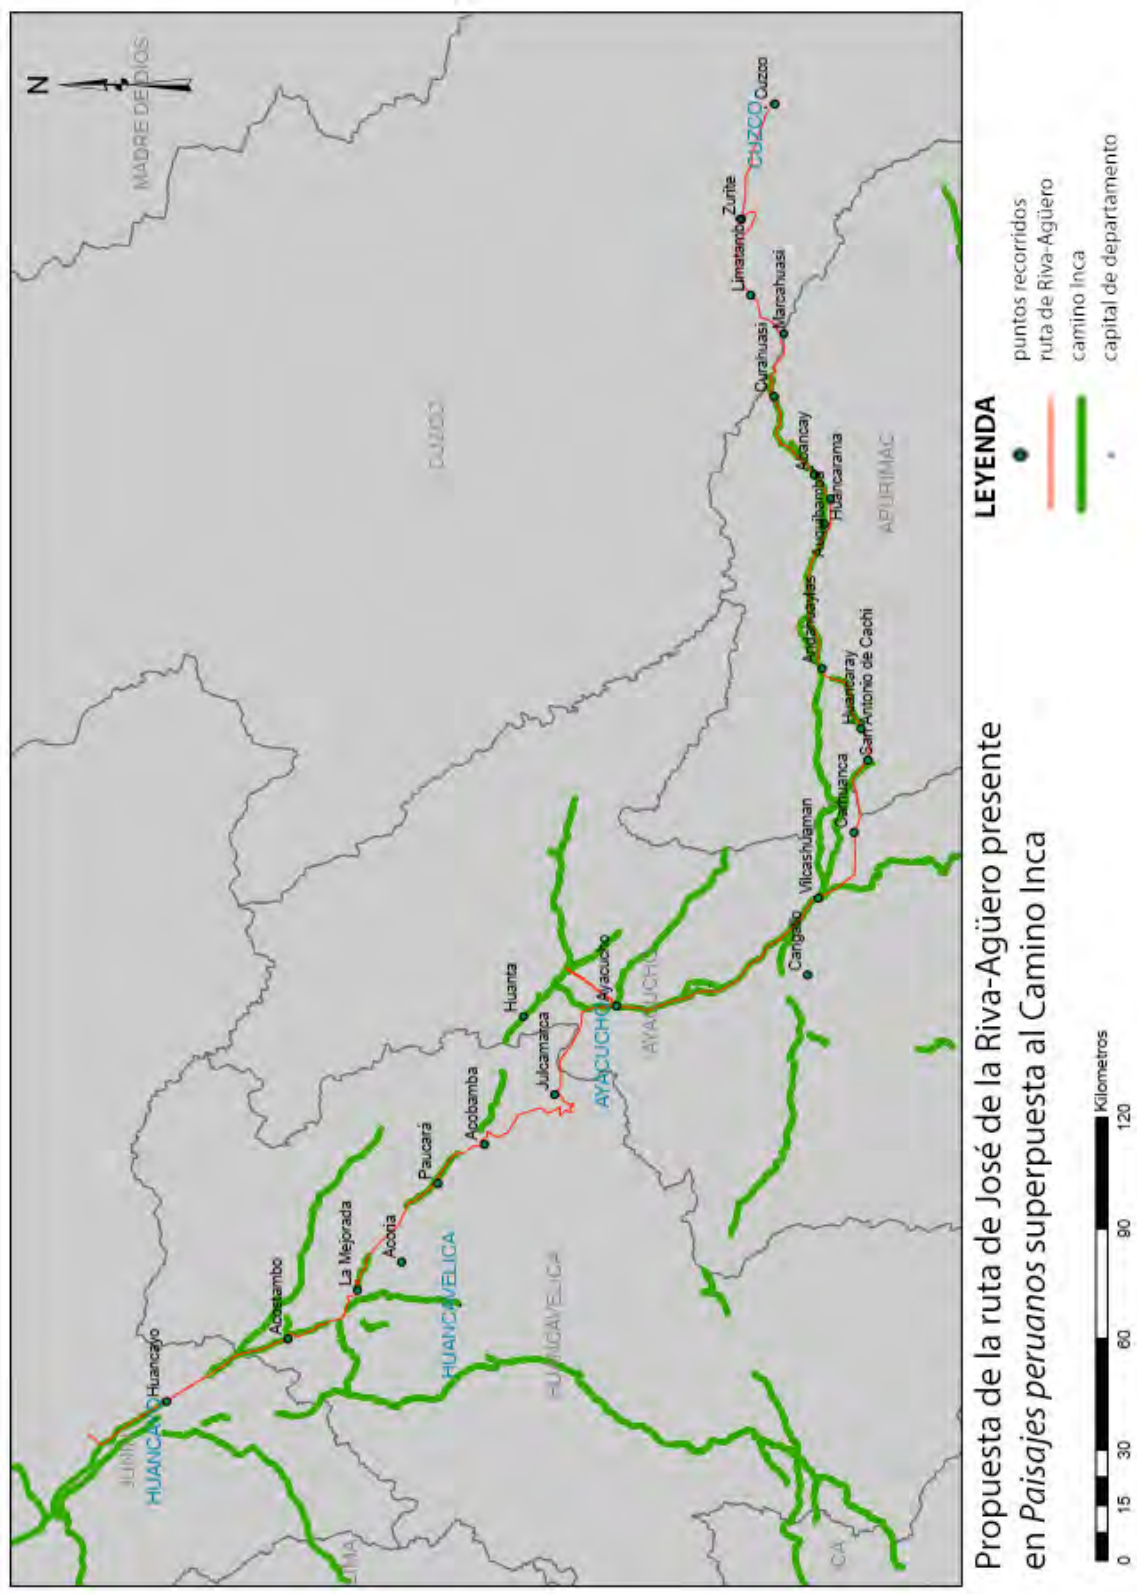 N
MADRE DE DIOS
JUNIN
HUANCAYO
Huancayo
Acostambo
La Mejorada
Acoria
Paucará
Acobamba
HUANCAVELICA
HUANCAVELICA
Julcamarca
Huanta
AYACUCHO
Ayacucho
AYACUCHO
CUZCO
Cangallo
Vilcashuaman
Carhuanca
San Antonio de Cachi
Huancaray
Andahuaylas
Auquibamba
Huancarama
Abancay
APURIMAC
Curahuasi
Marcahuasi
Limatambo
Zurite
CUZCO
Cuzco
LIMA
ICA
Propuesta de la ruta de José de la Riva-Agüero presente
en Paisajes peruanos superpuesta al Camino Inca
LEYENDA
puntos recorridos
ruta de Riva-Agüero
camino Inca
capital de departamento
0 15 30 60 90 120
Kilometros